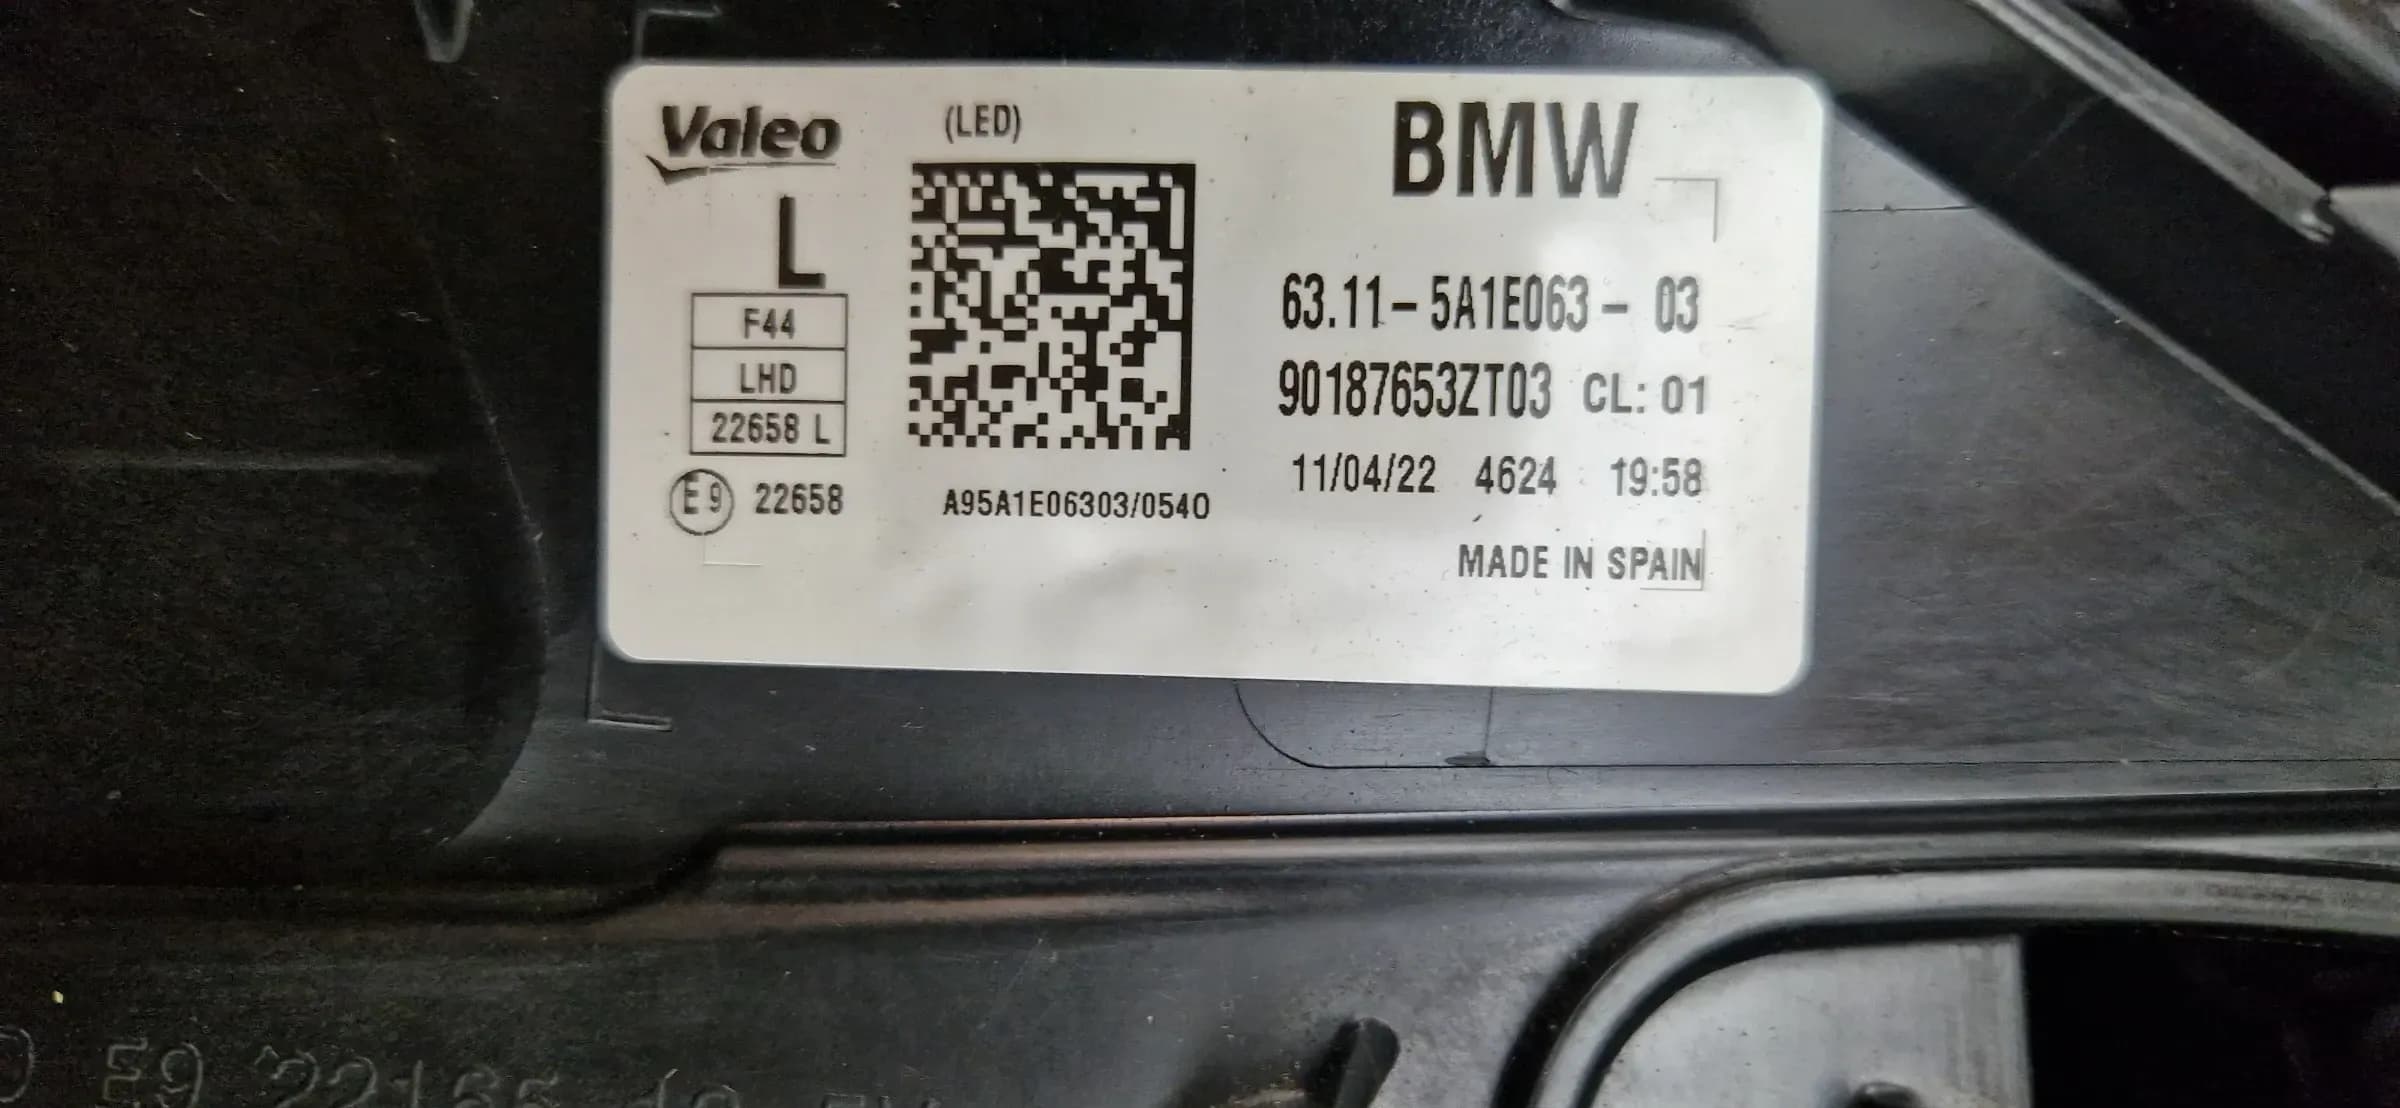 Valeo
(LED)
BMW
L
F44
LHD
22658 L
E9 22658
A95A1E06303/0540
63.11-5A1E063- 03
90187653ZT03 CL: 01
11/04/22 4624 19:58
MADE IN SPAIN
E9